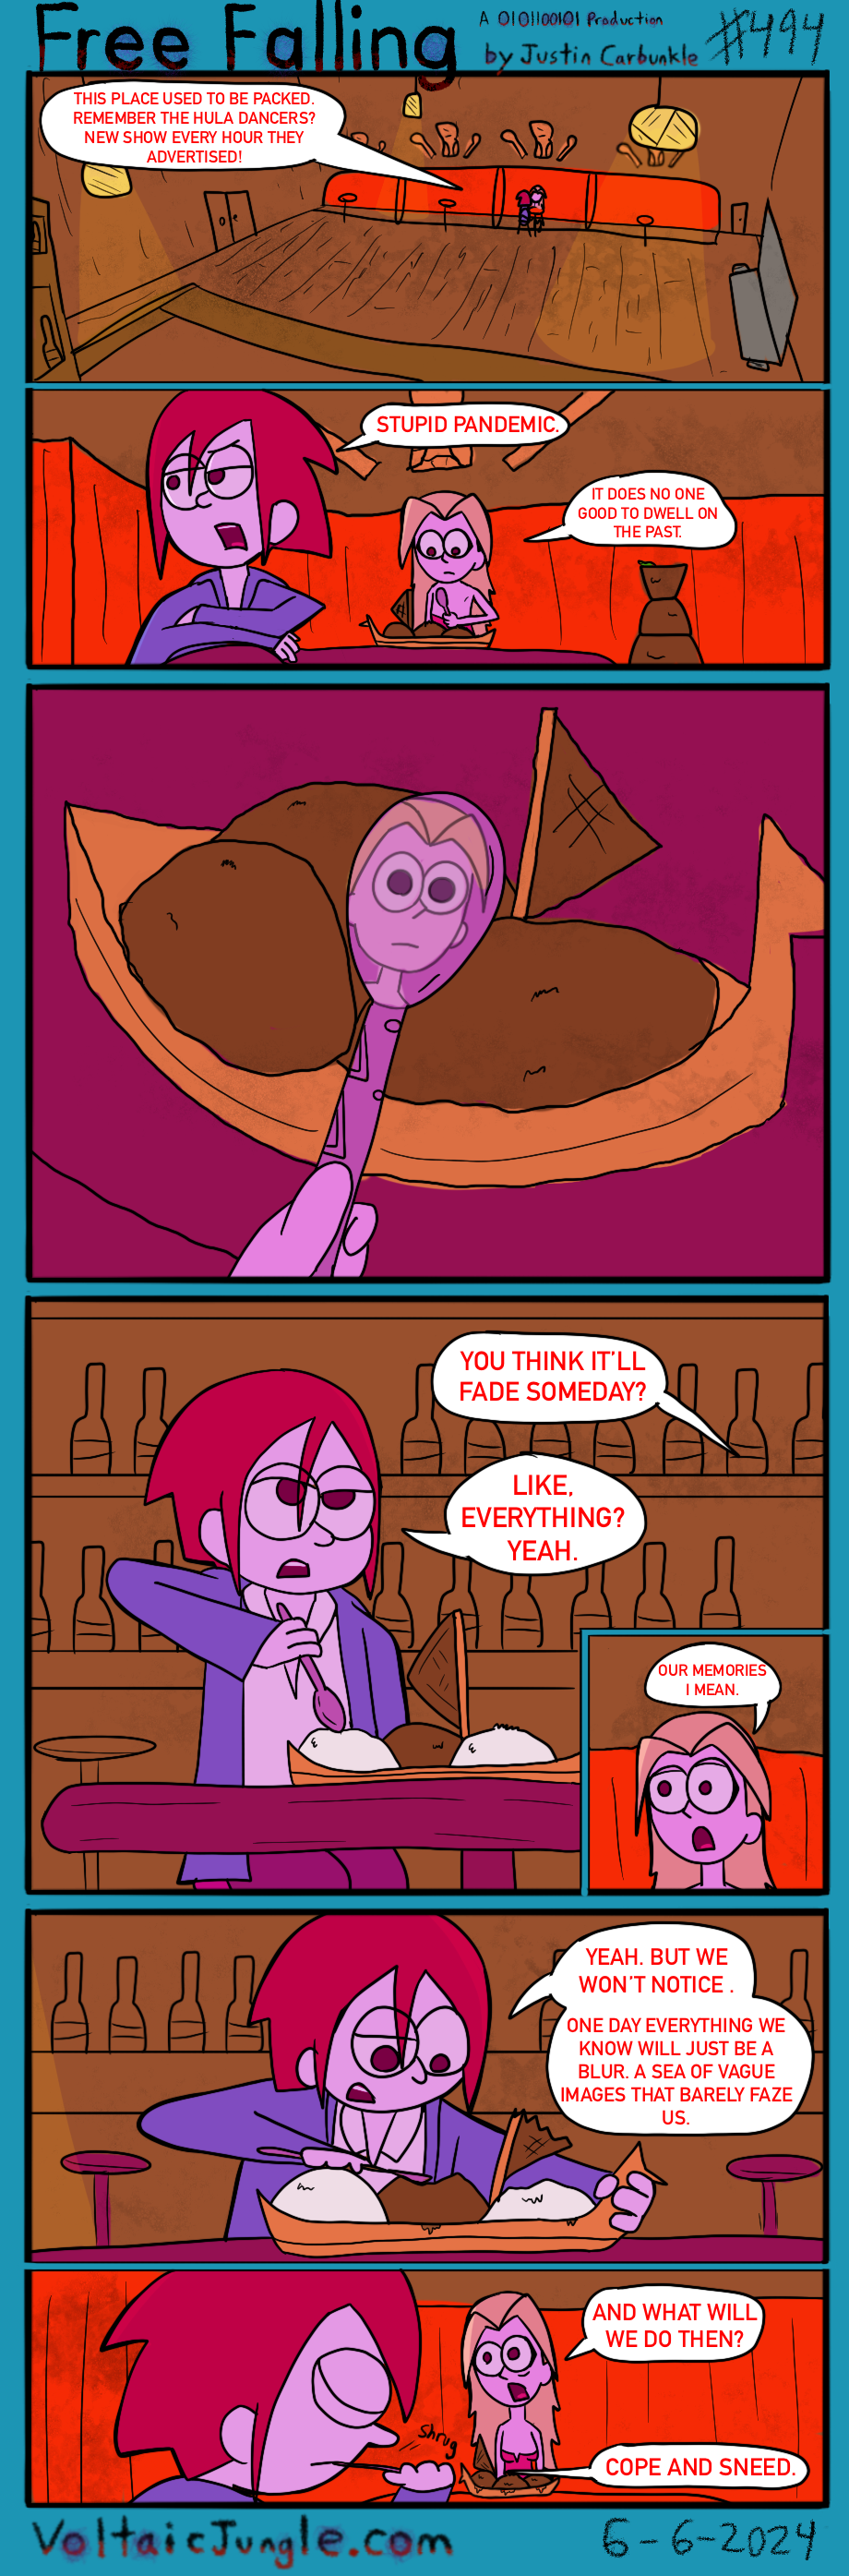 Free Falling
A 0101100101 Production
by Justin Carbunkle
#494
THIS PLACE USED TO BE PACKED.
REMEMBER THE HULA DANCERS?
NEW SHOW EVERY HOUR THEY
ADVERTISED!
STUPID PANDEMIC.
IT DOES NO ONE
GOOD TO DWELL ON
THE PAST.
YOU THINK IT'LL
FADE SOMEDAY?
LIKE,
EVERYTHING?
YEAH.
OUR MEMORIES
I MEAN.
YEAH. BUT WE
WON'T NOTICE .
ONE DAY EVERYTHING WE
KNOW WILL JUST BE A
BLUR. A SEA OF VAGUE
IMAGES THAT BARELY FAZE
US.
AND WHAT WILL
WE DO THEN?
Shrug
COPE AND SNEED.
VoltaicJungle.com
6-6-2024